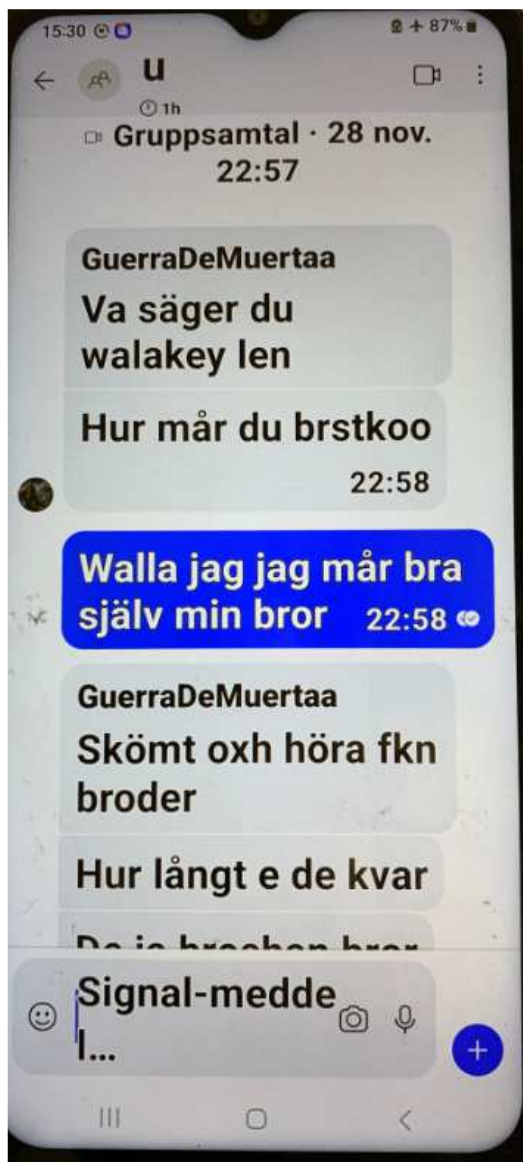 15:30
87%
u
1h
Gruppsamtal · 28 nov.
22:57
GuerraDeMuertaa
Va säger du
walakey len
Hur mår du brstkoo
22:58
Walla jag jag mår bra
själv min bror 22:58
GuerraDeMuertaa
Skömt oxh höra fkn
broder
Hur långt e de kvar
Signal-medde
l...